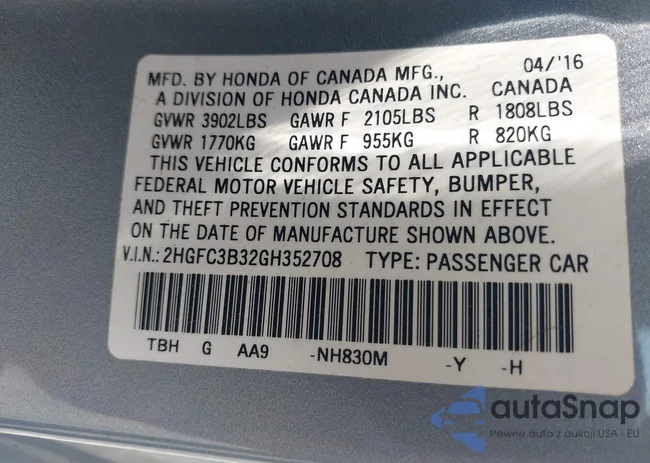 04/'16
MFD. BY HONDA OF CANADA MFG.,
A DIVISION OF HONDA CANADA INC. CANADA
GVWR 3902LBS GAWR F 2105LBS R 1808LBS
GVWR 1770KG GAWR F 955KG R 820KG
THIS VEHICLE CONFORMS TO ALL APPLICABLE
FEDERAL MOTOR VEHICLE SAFETY, BUMPER,
AND THEFT PREVENTION STANDARDS IN EFFECT
ON THE DATE OF MANUFACTURE SHOWN ABOVE.
V.I.N.: 2HGFC3B32GH352708 TYPE: PASSENGER CAR
TBH G AA9 -NH830M -Y -H
autaSnap
Pewne auta z aukcji USA i EU